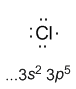 :Cl·
...3s² 3p⁵